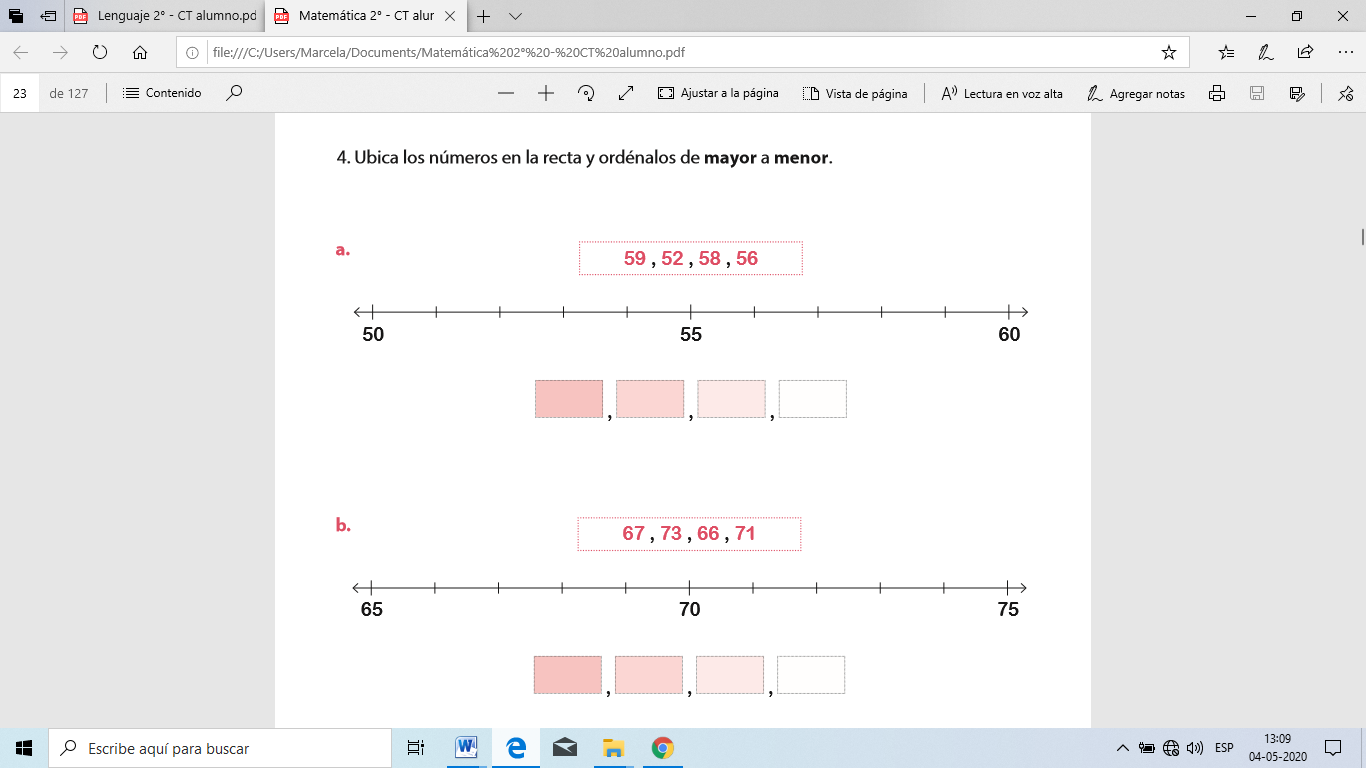 Lenguaje 2° - CT alumno.pd
Matemática 2° - CT alur
file:///C:/Users/Marcela/Documents/Matemática%202°%20-%20CT%20alumno.pdf
23 de 127 Contenido Ajustar a la página Vista de página Lectura en voz alta Agregar notas
4. Ubica los números en la recta y ordénalos de mayor a menor.
a.
59 , 52 , 58 , 56
50 55 60
, , ,
b.
67 , 73 , 66 , 71
65 70 75
, , ,
Escribe aquí para buscar
ESP
13:09
04-05-2020